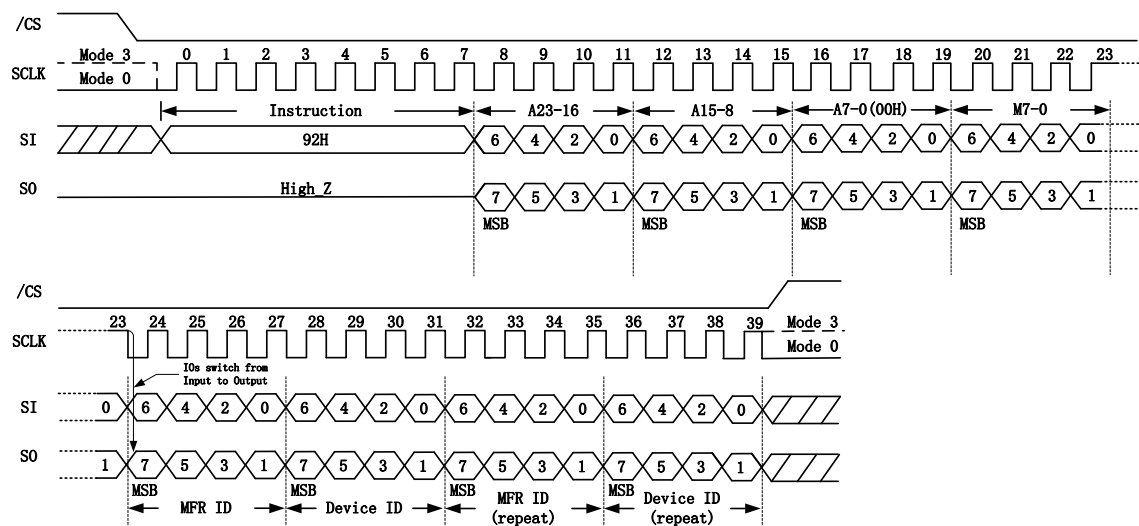 /CS
Mode 3 0 1 2 3 4 5 6 7 8 9 10 11 12 13 14 15 16 17 18 19 20 21 22 23
SCLK
Mode 0
Instruction A23-16 A15-8 A7-0(00H) M7-0
SI 92H 6 4 2 0 6 4 2 0 6 4 2 0 6 4 2 0
SO High_Z 7 5 3 1 7 5 3 1 7 5 3 1 7 5 3 1
MSB MSB MSB MSB
/CS
23 24 25 26 27 28 29 30 31 32 33 34 35 36 37 38 39 Mode 3
SCLK
Mode 0
IOs switch from
Input to Output
SI 0 6 4 2 0 6 4 2 0 6 4 2 0 6 4 2 0
SO 1 7 5 3 1 7 5 3 1 7 5 3 1 7 5 3 1
MSB MSB MSB MSB
MFR ID Device ID MFR ID Device ID
(repeat) (repeat)